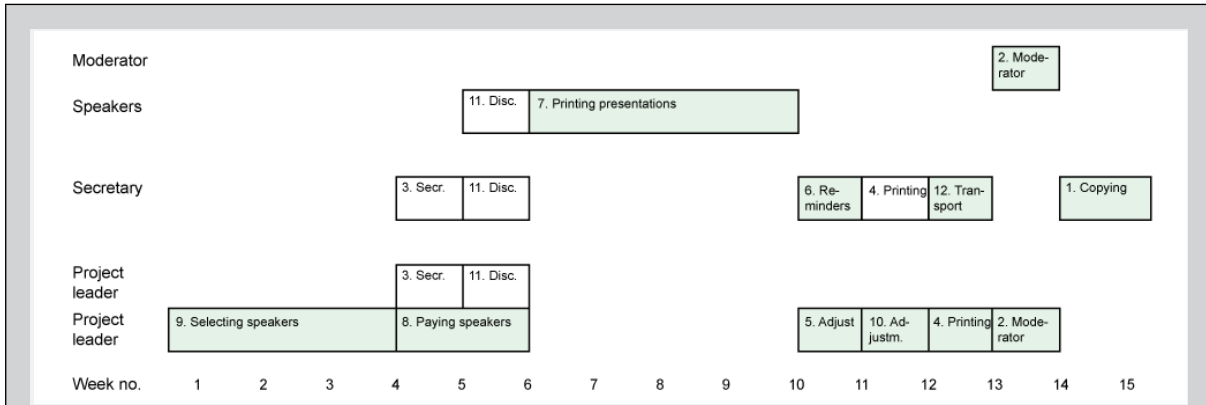 Moderator
2. Mode-
rator
Speakers
11. Disc.
7. Printing presentations
Secretary
3. Secr.
11. Disc.
6. Re-
minders
4. Printing
12. Tran-
sport
1. Copying
Project
leader
3. Secr.
11. Disc.
Project
leader
9. Selecting speakers
8. Paying speakers
5. Adjust
10. Ad-
justm.
4. Printing
2. Mode-
rator
Week no. 1 2 3 4 5 6 7 8 9 10 11 12 13 14 15